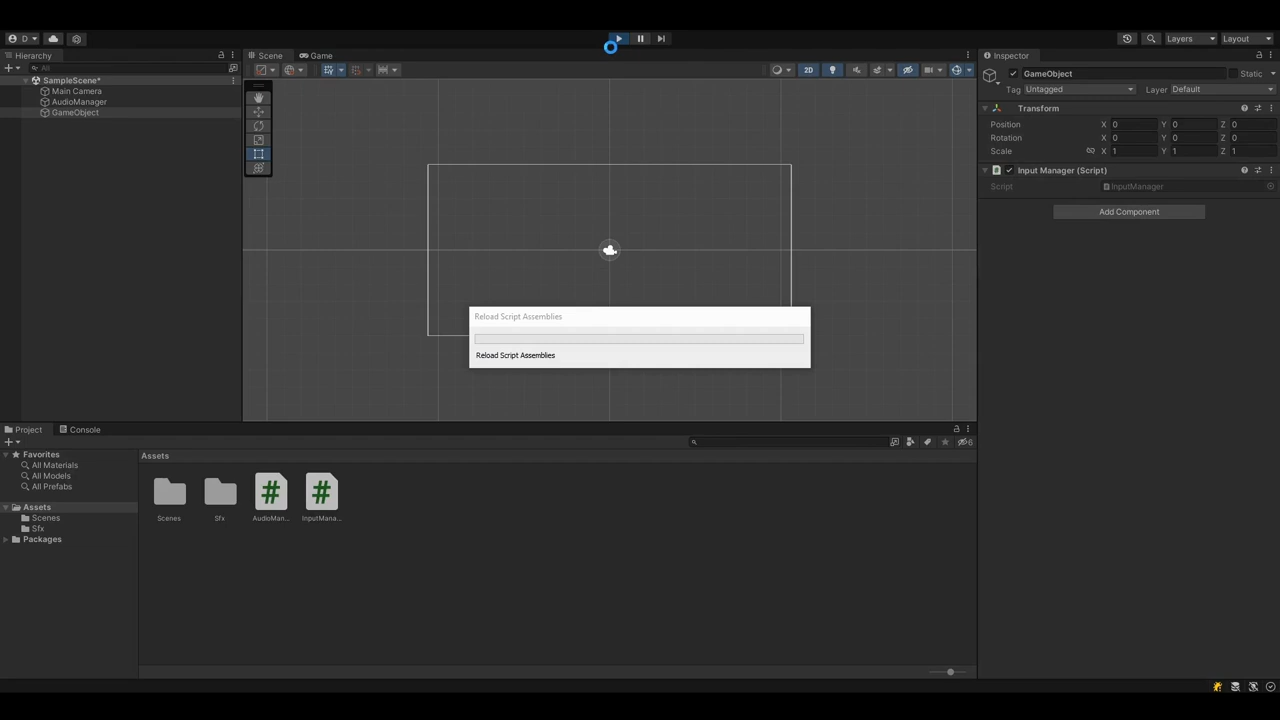 D
Layers
Layout
Hierarchy
Scene
Game
Inspector
All
2D
GameObject
Static
SampleScene*
Tag Untagged
Layer Default
Main Camera
AudioManager
GameObject
Transform
Position X 0 Y 0 Z 0
Rotation X 0 Y 0 Z 0
Scale X 1 Y 1 Z 1
Input Manager (Script)
Script InputManager
Add Component
Reload Script Assemblies
Reload Script Assemblies
Project
Console
6
Favorites
Assets
All Materials
All Models
All Prefabs
Assets
Scenes
Sfx
Packages
#
#
Scenes
Sfx
AudioMan...
InputMana...